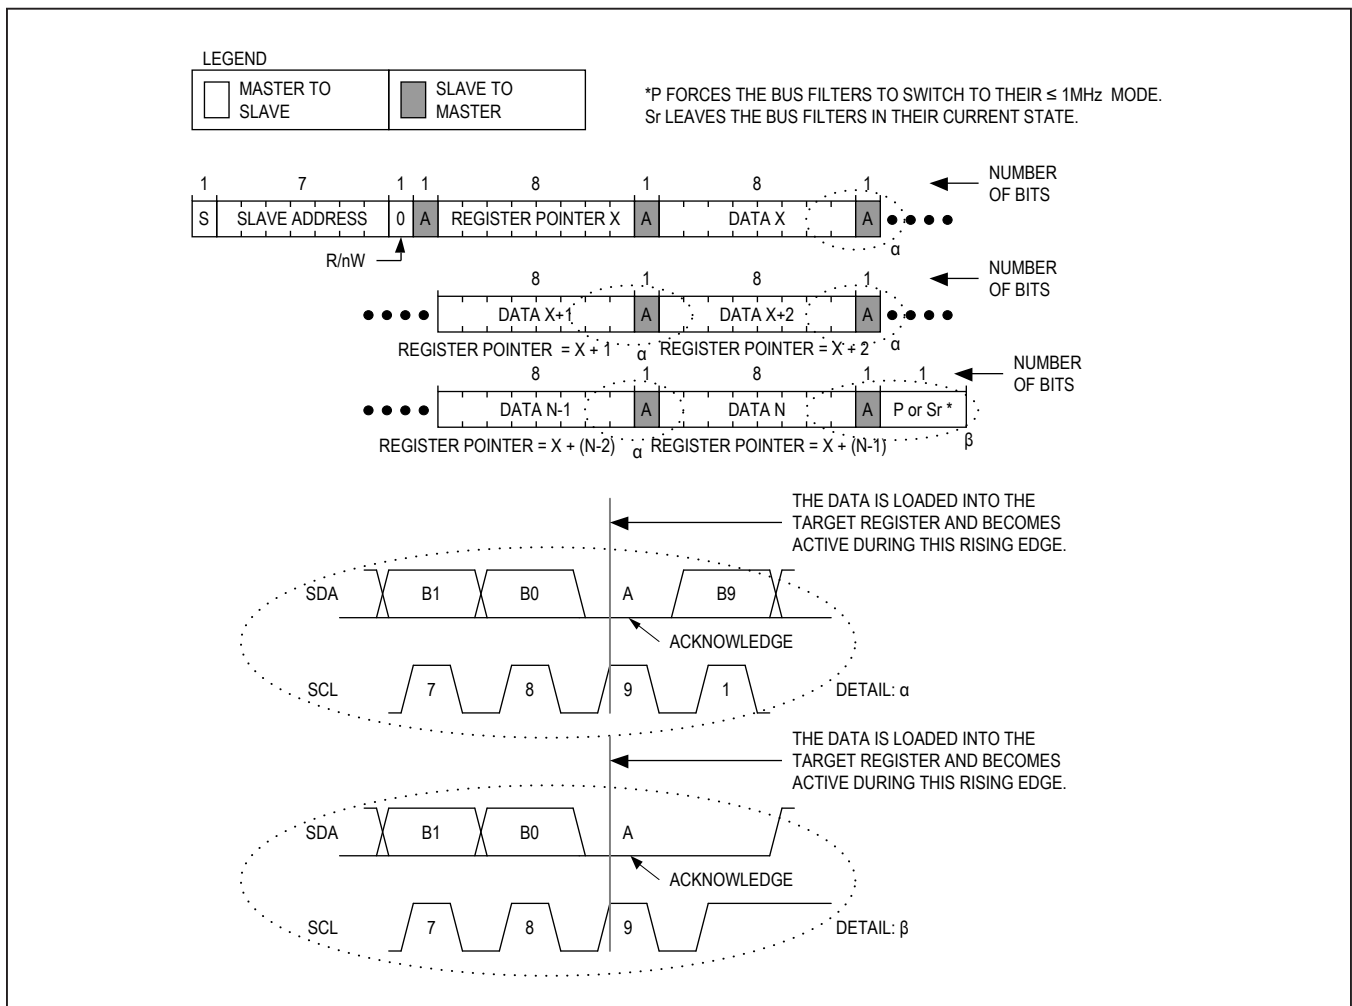 LEGEND
MASTER TO
SLAVE
SLAVE TO
MASTER
*P FORCES THE BUS FILTERS TO SWITCH TO THEIR ≤ 1MHz MODE.
Sr LEAVES THE BUS FILTERS IN THEIR CURRENT STATE.
1 7 1 1 8 1 8 1
NUMBER
OF BITS
S SLAVE ADDRESS 0 A REGISTER POINTER X A DATA X A
α
R/nW
8 1 8 1
NUMBER
OF BITS
DATA X+1 A DATA X+2 A
REGISTER POINTER = X + 1 α REGISTER POINTER = X + 2 α
8 1 8 1 1
NUMBER
OF BITS
DATA N-1 A DATA N A P or Sr *
REGISTER POINTER = X + (N-2) α REGISTER POINTER = X + (N-1) β
THE DATA IS LOADED INTO THE
TARGET REGISTER AND BECOMES
ACTIVE DURING THIS RISING EDGE.
SDA B1 B0 A B9
ACKNOWLEDGE
SCL 7 8 9 1 DETAIL: α
THE DATA IS LOADED INTO THE
TARGET REGISTER AND BECOMES
ACTIVE DURING THIS RISING EDGE.
SDA B1 B0 A
ACKNOWLEDGE
SCL 7 8 9 DETAIL: β